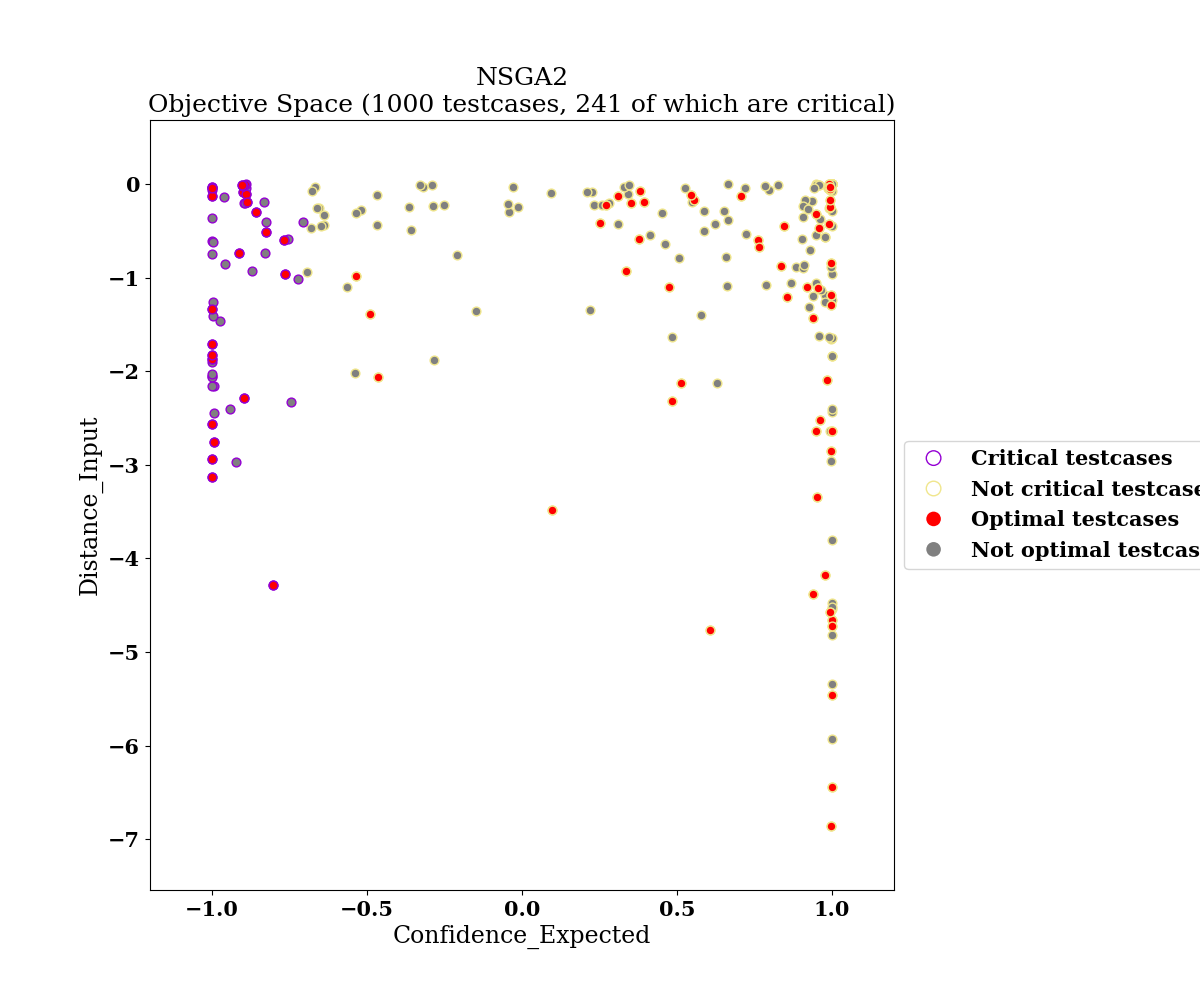 NSGA2
Objective Space (1000 testcases, 241 of which are critical)
0
−1
−2
−3
−4
−5
−6
−7
Distance_Input
−1.0 −0.5 0.0 0.5 1.0
Confidence_Expected
Critical testcases
Not critical testcase
Optimal testcases
Not optimal testcas